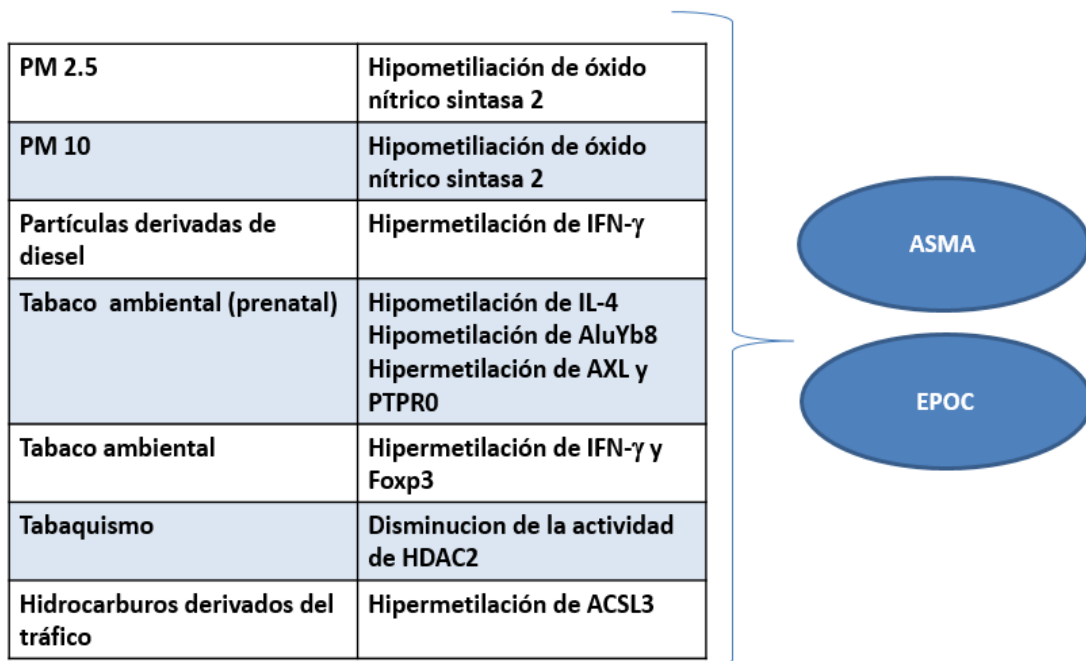 PM 2.5
Hipometiliación de óxido
nítrico sintasa 2
PM 10
Hipometiliación de óxido
nítrico sintasa 2
Partículas derivadas de
diesel
Hipermetilación de IFN-γ
Tabaco ambiental (prenatal)
Hipometilación de IL-4
Hipometilación de AluYb8
Hipermetilación de AXL y
PTPR0
Tabaco ambiental
Hipermetilación de IFN-γ y
Foxp3
Tabaquismo
Disminucion de la actividad
de HDAC2
Hidrocarburos derivados del
tráfico
Hipermetilación de ACSL3
ASMA
EPOC